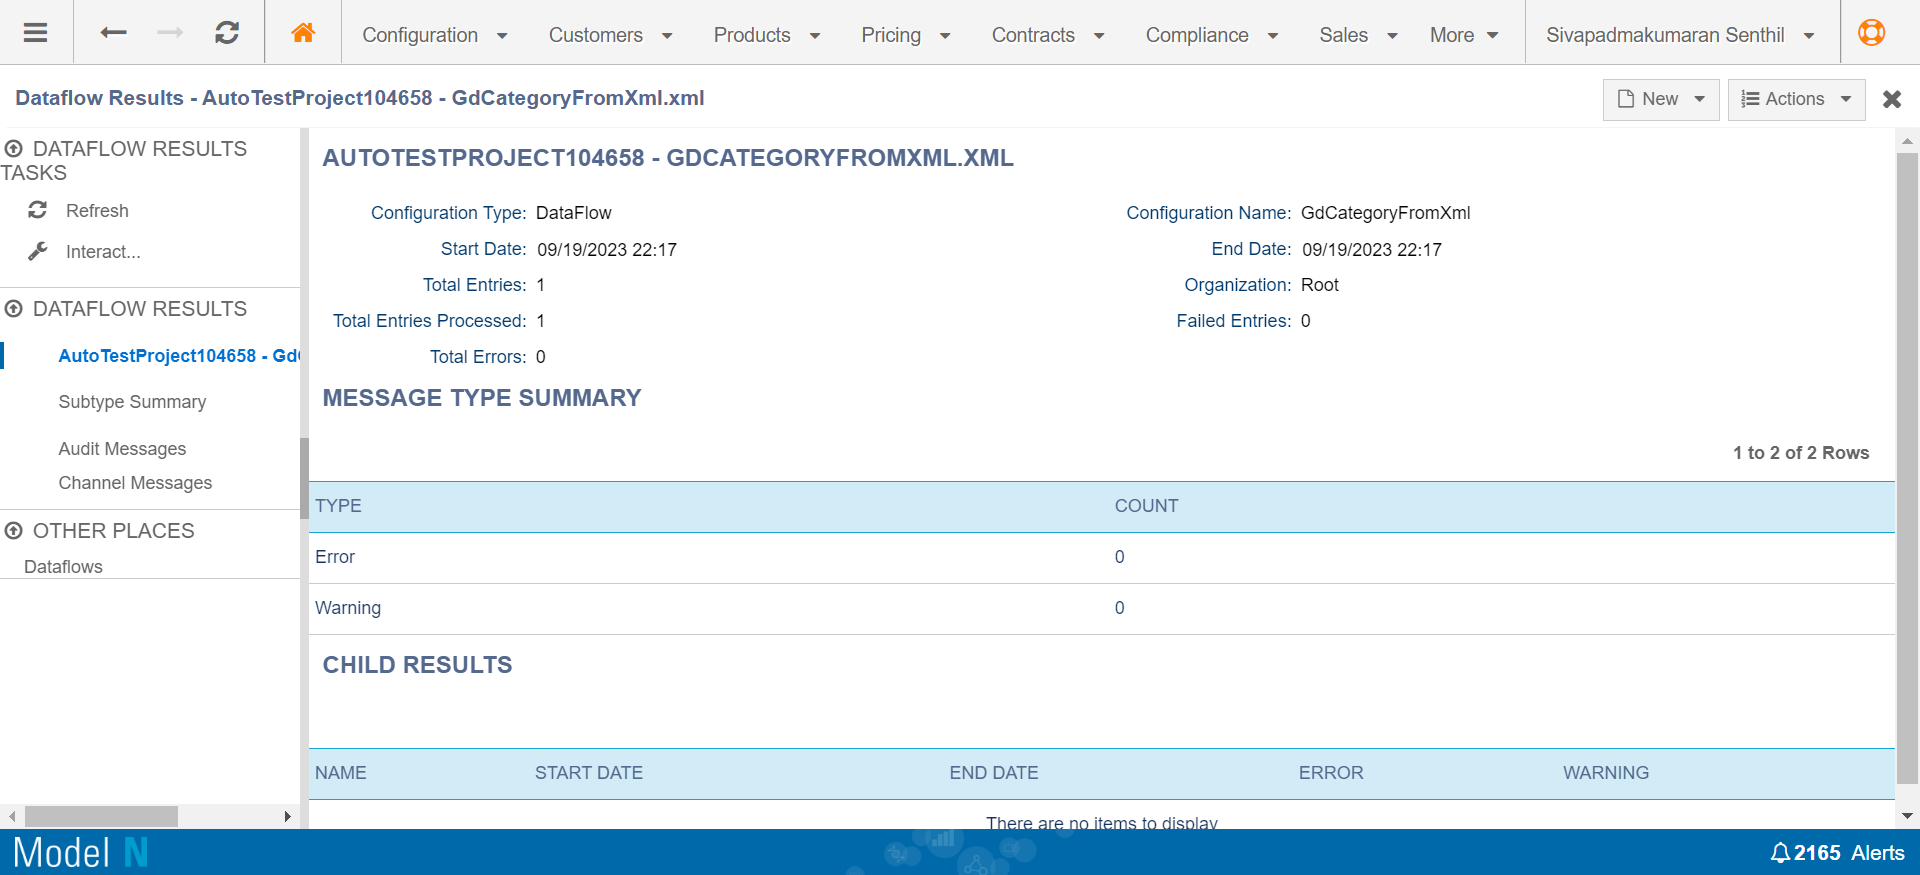 Configuration Customers Products Pricing Contracts Compliance Sales More Sivapadmakumaran Senthil
Dataflow Results - AutoTestProject104658 - GdCategoryFromXml.xml New Actions
DATAFLOW RESULTS
TASKS
Refresh
Interact...
DATAFLOW RESULTS
AutoTestProject104658 - Gd
Subtype Summary
Audit Messages
Channel Messages
OTHER PLACES
Dataflows
AUTOTESTPROJECT104658 - GDCATEGORYFROMXML.XML
Configuration Type: DataFlow Configuration Name: GdCategoryFromXml
Start Date: 09/19/2023 22:17 End Date: 09/19/2023 22:17
Total Entries: 1 Organization: Root
Total Entries Processed: 1 Failed Entries: 0
Total Errors: 0
MESSAGE TYPE SUMMARY
1 to 2 of 2 Rows
TYPE COUNT
Error 0
Warning 0
CHILD RESULTS
NAME START DATE END DATE ERROR WARNING
There are no items to display
Model N 2165 Alerts